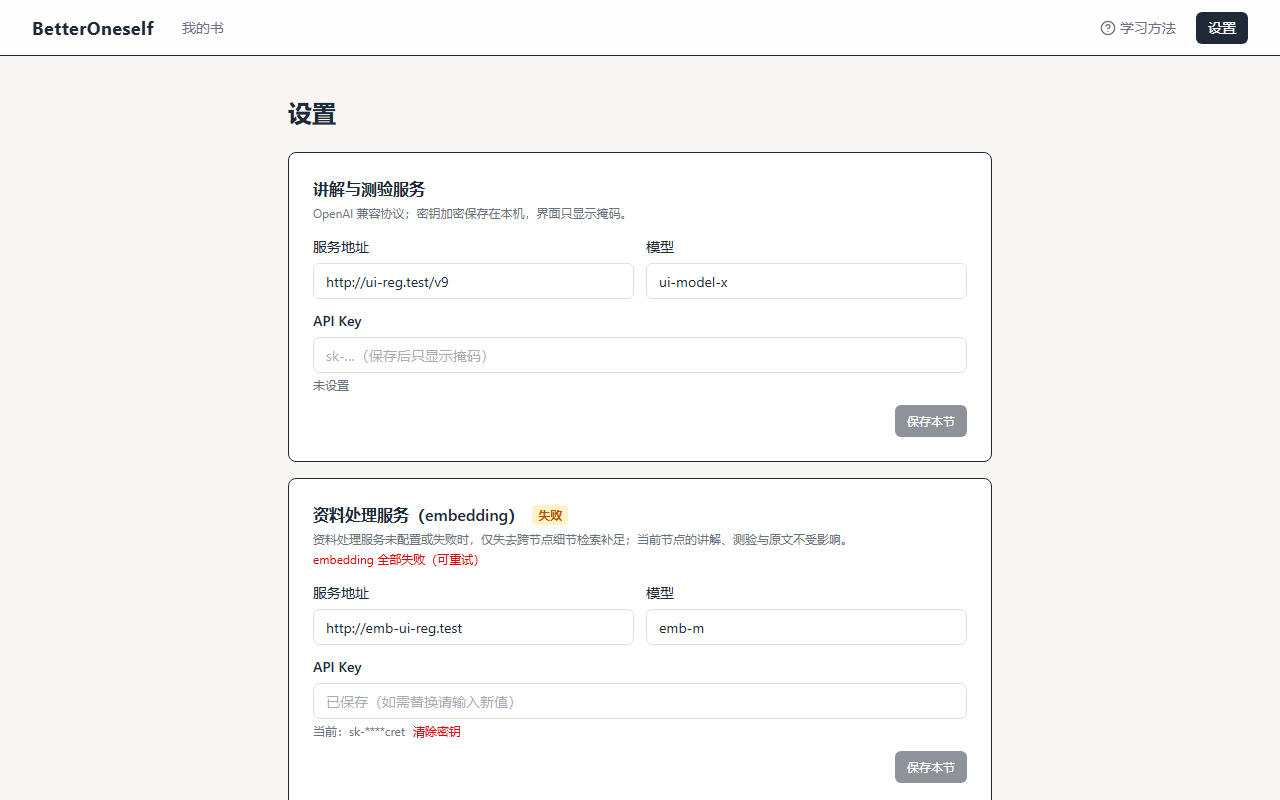 BetterOneself 我的书 学习方法 设置
设置
讲解与测验服务
OpenAI 兼容协议；密钥加密保存在本机，界面只显示掩码。
服务地址 模型
http://ui-reg.test/v9 ui-model-x
API Key
sk-...（保存后只显示掩码）
未设置
保存本节
资料处理服务（embedding） 失败
资料处理服务未配置或失败时，仅失去跨节点细节检索补足；当前节点的讲解、测验与原文不受影响。
embedding 全部失败（可重试）
服务地址 模型
http://emb-ui-reg.test emb-m
API Key
已保存（如需替换请输入新值）
当前：sk-****cret 清除密钥
保存本节